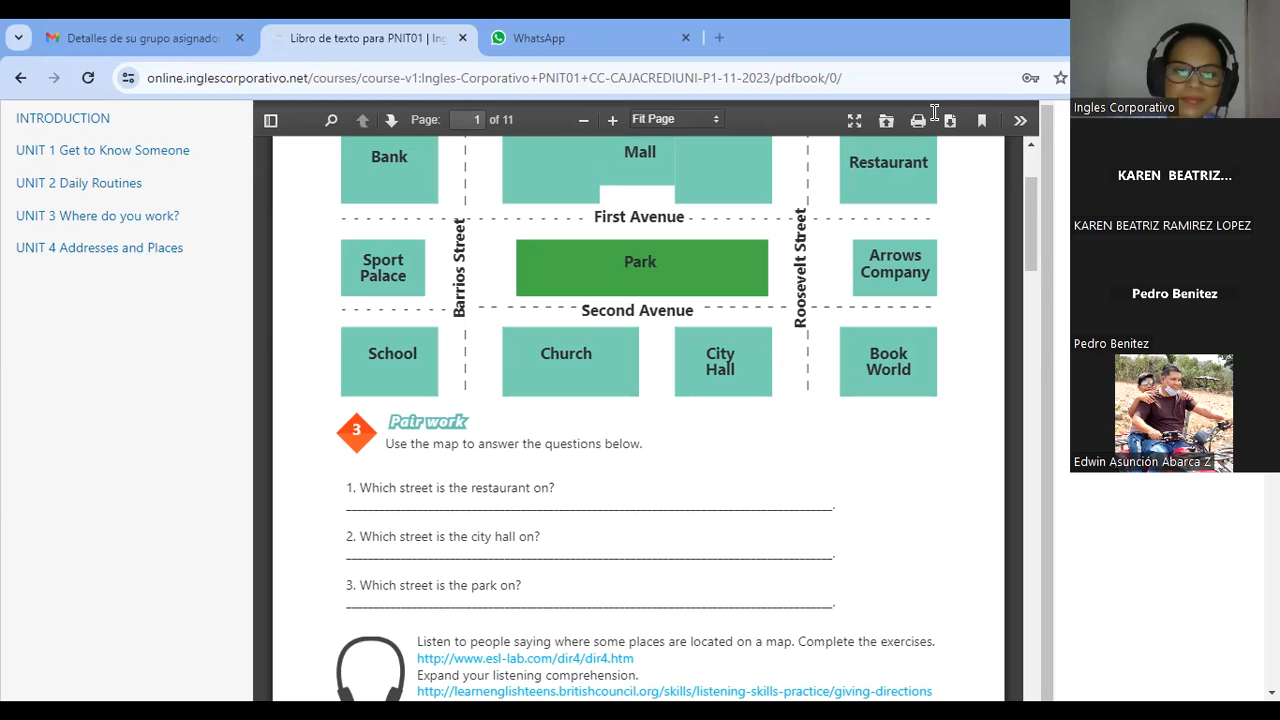 Detalles de su grupo asignado
Libro de texto para PNIT01 | Ing
WhatsApp
online.inglescorporativo.net/courses/course-v1:Ingles-Corporativo+PNIT01+CC-CAJACREDIUNI-P1-11-2023/pdfbook/0/
INTRODUCTION
UNIT 1 Get to Know Someone
UNIT 2 Daily Routines
UNIT 3 Where do you work?
UNIT 4 Addresses and Places
Page: 1 of 11
Fit Page
Bank
Mall
Restaurant
First Avenue
Barrios Street
Roosevelt Street
Sport
Palace
Park
Arrows
Company
Second Avenue
School
Church
City
Hall
Book
World
3
Pair work
Use the map to answer the questions below.
1. Which street is the restaurant on?
2. Which street is the city hall on?
3. Which street is the park on?
Listen to people saying where some places are located on a map. Complete the exercises.
http://www.esl-lab.com/dir4/dir4.htm
Expand your listening comprehension.
http://learnenglishteens.britishcouncil.org/skills/listening-skills-practice/giving-directions
Ingles Corporativo
KAREN BEATRIZ...
KAREN BEATRIZ RAMIREZ LOPEZ
Pedro Benitez
Pedro Benitez
Edwin Asunción Abarca Z